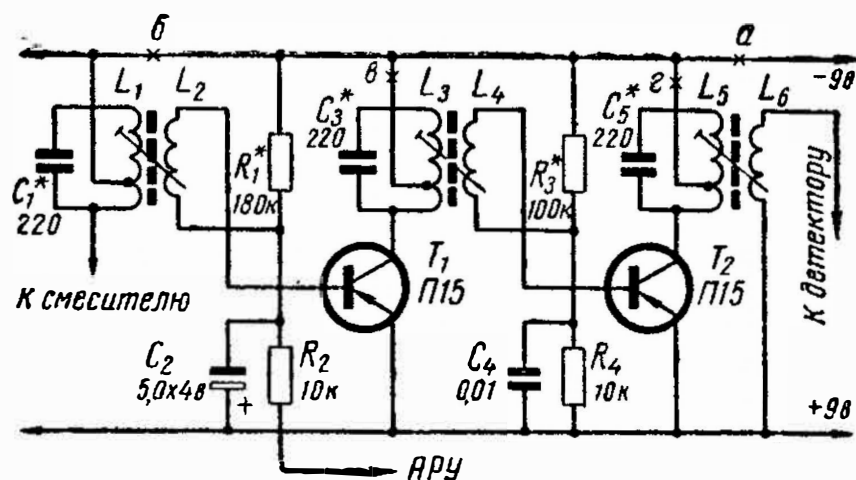 б
а
-9в
L1
L2
в
C3*
220
L3
L4
г
C5*
220
L5
L6
C1*
220
R1*
180к
R3*
100к
К смесителю
T1
П15
T2
П15
К детектору
C2
5,0x4в
+
R2
10к
C4
0,01
R4
10к
+9в
АРУ